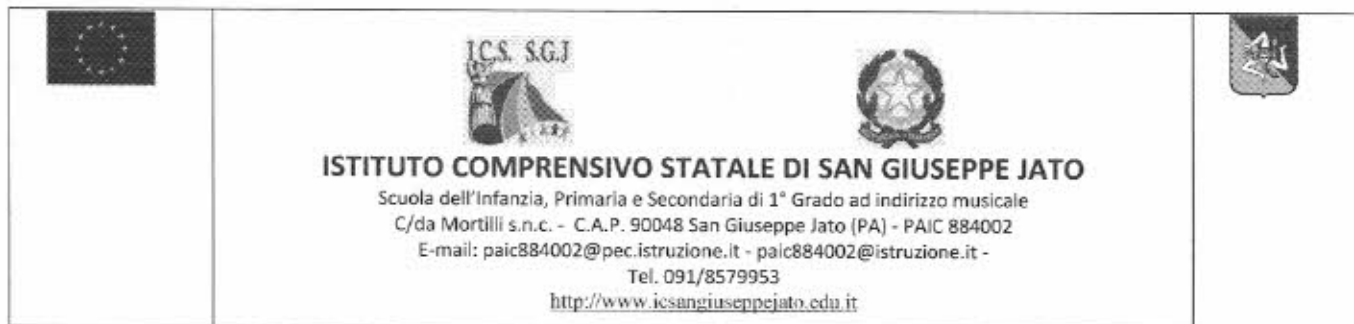 I.C.S. S.G.J
ISTITUTO COMPRENSIVO STATALE DI SAN GIUSEPPE JATO
Scuola dell'Infanzia, Primaria e Secondaria di 1° Grado ad indirizzo musicale
C/da Mortilli s.n.c. - C.A.P. 90048 San Giuseppe Jato (PA) - PAIC 884002
E-mail: paic884002@pec.istruzione.it - paic884002@istruzione.it -
Tel. 091/8579953
http://www.icsangiuseppejato.edu.it